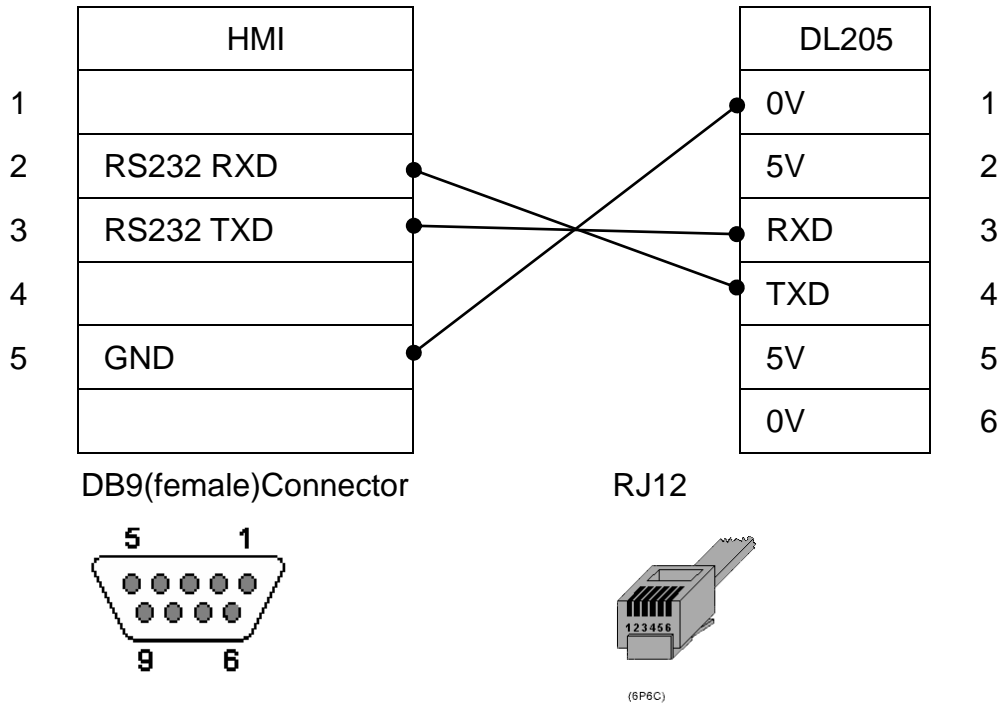 HMI DL205
1 0V 1
2 RS232 RXD 5V 2
3 RS232 TXD RXD 3
4 TXD 4
5 GND 5V 5
0V 6
DB9(female)Connector RJ12
5 1
9 6
123456
(6P6C)